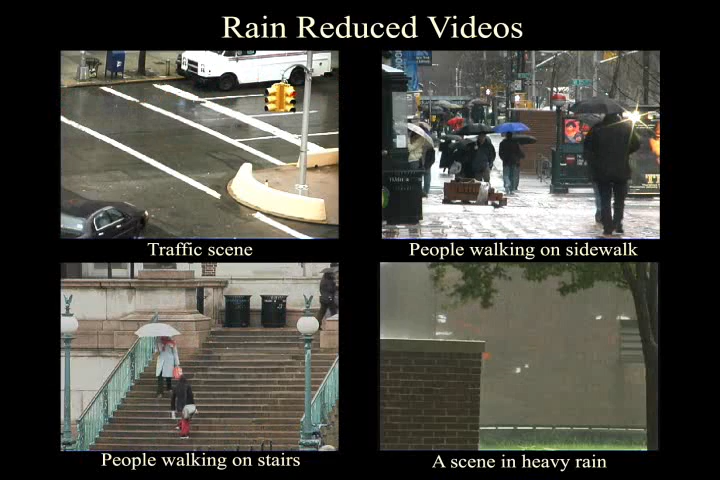 Rain Reduced Videos
Traffic scene
People walking on sidewalk
People walking on stairs
A scene in heavy rain